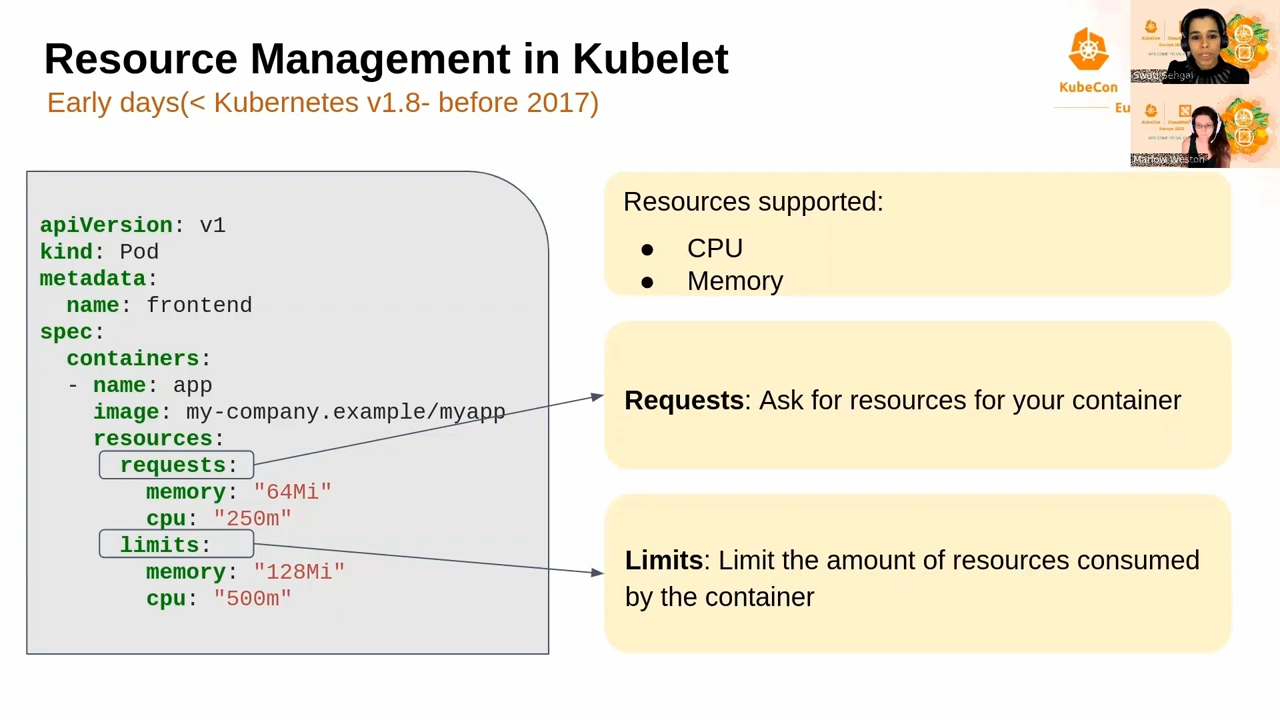 Resource Management in Kubelet
Early days(< Kubernetes v1.8- before 2017)
KubeCon
Eu
Swati Sehgal
Marlow Weston
apiVersion: v1
kind: Pod
metadata:
  name: frontend
spec:
  containers:
  - name: app
    image: my-company.example/myapp
    resources:
      requests:
        memory: "64Mi"
        cpu: "250m"
      limits:
        memory: "128Mi"
        cpu: "500m"
Resources supported:
● CPU
● Memory
Requests: Ask for resources for your container
Limits: Limit the amount of resources consumed
by the container